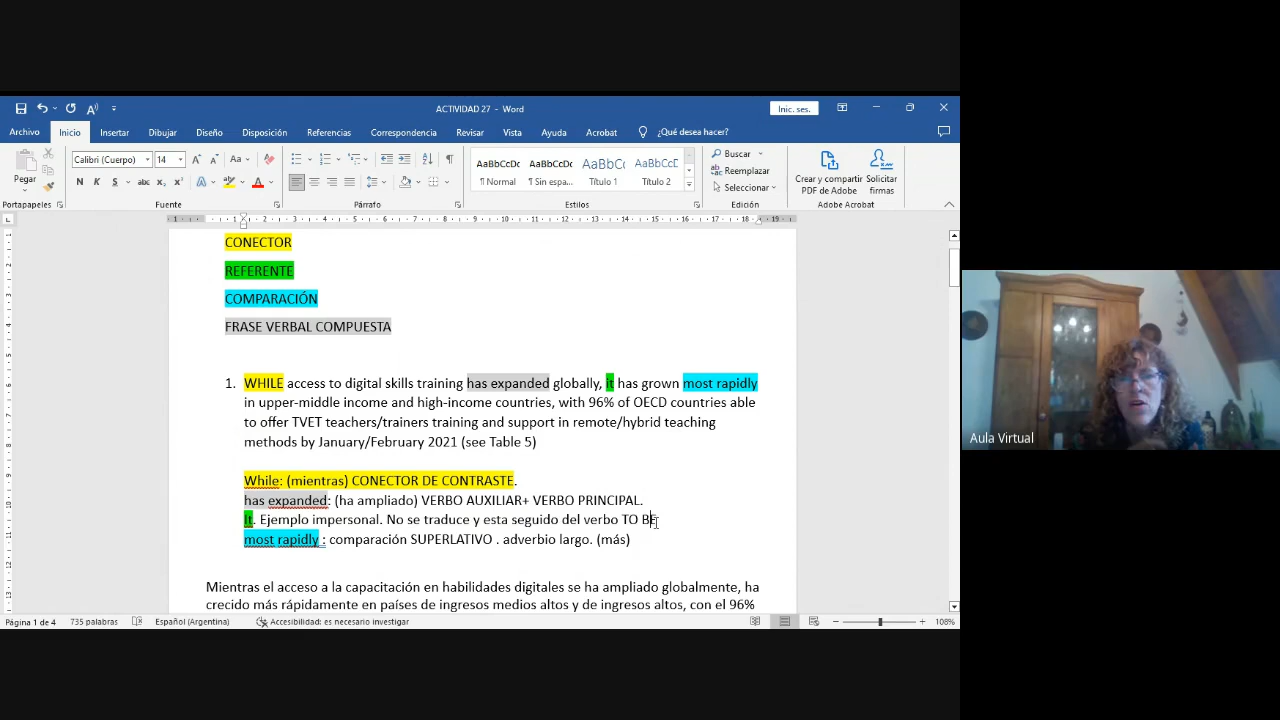 ACTIVIDAD 27 - Word
Inic. ses.
Archivo Inicio Insertar Dibujar Diseño Disposición Referencias Correspondencia Revisar Vista Ayuda Acrobat ¿Qué desea hacer?
Pegar
Calibri (Cuerpo) 14
Aa
N K S abc x₂ x²
AaBbCcDc AaBbCcDc AaBbCc AaBbCcD
¶ Normal ¶ Sin espa... Título 1 Título 2
Buscar
Reemplazar
Seleccionar
Crear y compartir PDF de Adobe
Solicitar firmas
Portapapeles Fuente Párrafo Estilos Edición Adobe Acrobat
CONECTOR
REFERENTE
COMPARACIÓN
FRASE VERBAL COMPUESTA
1. WHILE access to digital skills training has expanded globally, it has grown most rapidly
in upper-middle income and high-income countries, with 96% of OECD countries able
to offer TVET teachers/trainers training and support in remote/hybrid teaching
methods by January/February 2021 (see Table 5)
While: (mientras) CONECTOR DE CONTRASTE.
has expanded: (ha ampliado) VERBO AUXILIAR+ VERBO PRINCIPAL.
It. Ejemplo impersonal. No se traduce y esta seguido del verbo TO BE
most rapidly : comparación SUPERLATIVO . adverbio largo. (más)
Mientras el acceso a la capacitación en habilidades digitales se ha ampliado globalmente, ha
crecido más rápidamente en países de ingresos medios altos y de ingresos altos, con el 96%
Página 1 de 4 735 palabras Español (Argentina) Accesibilidad: es necesario investigar 108%
Aula Virtual